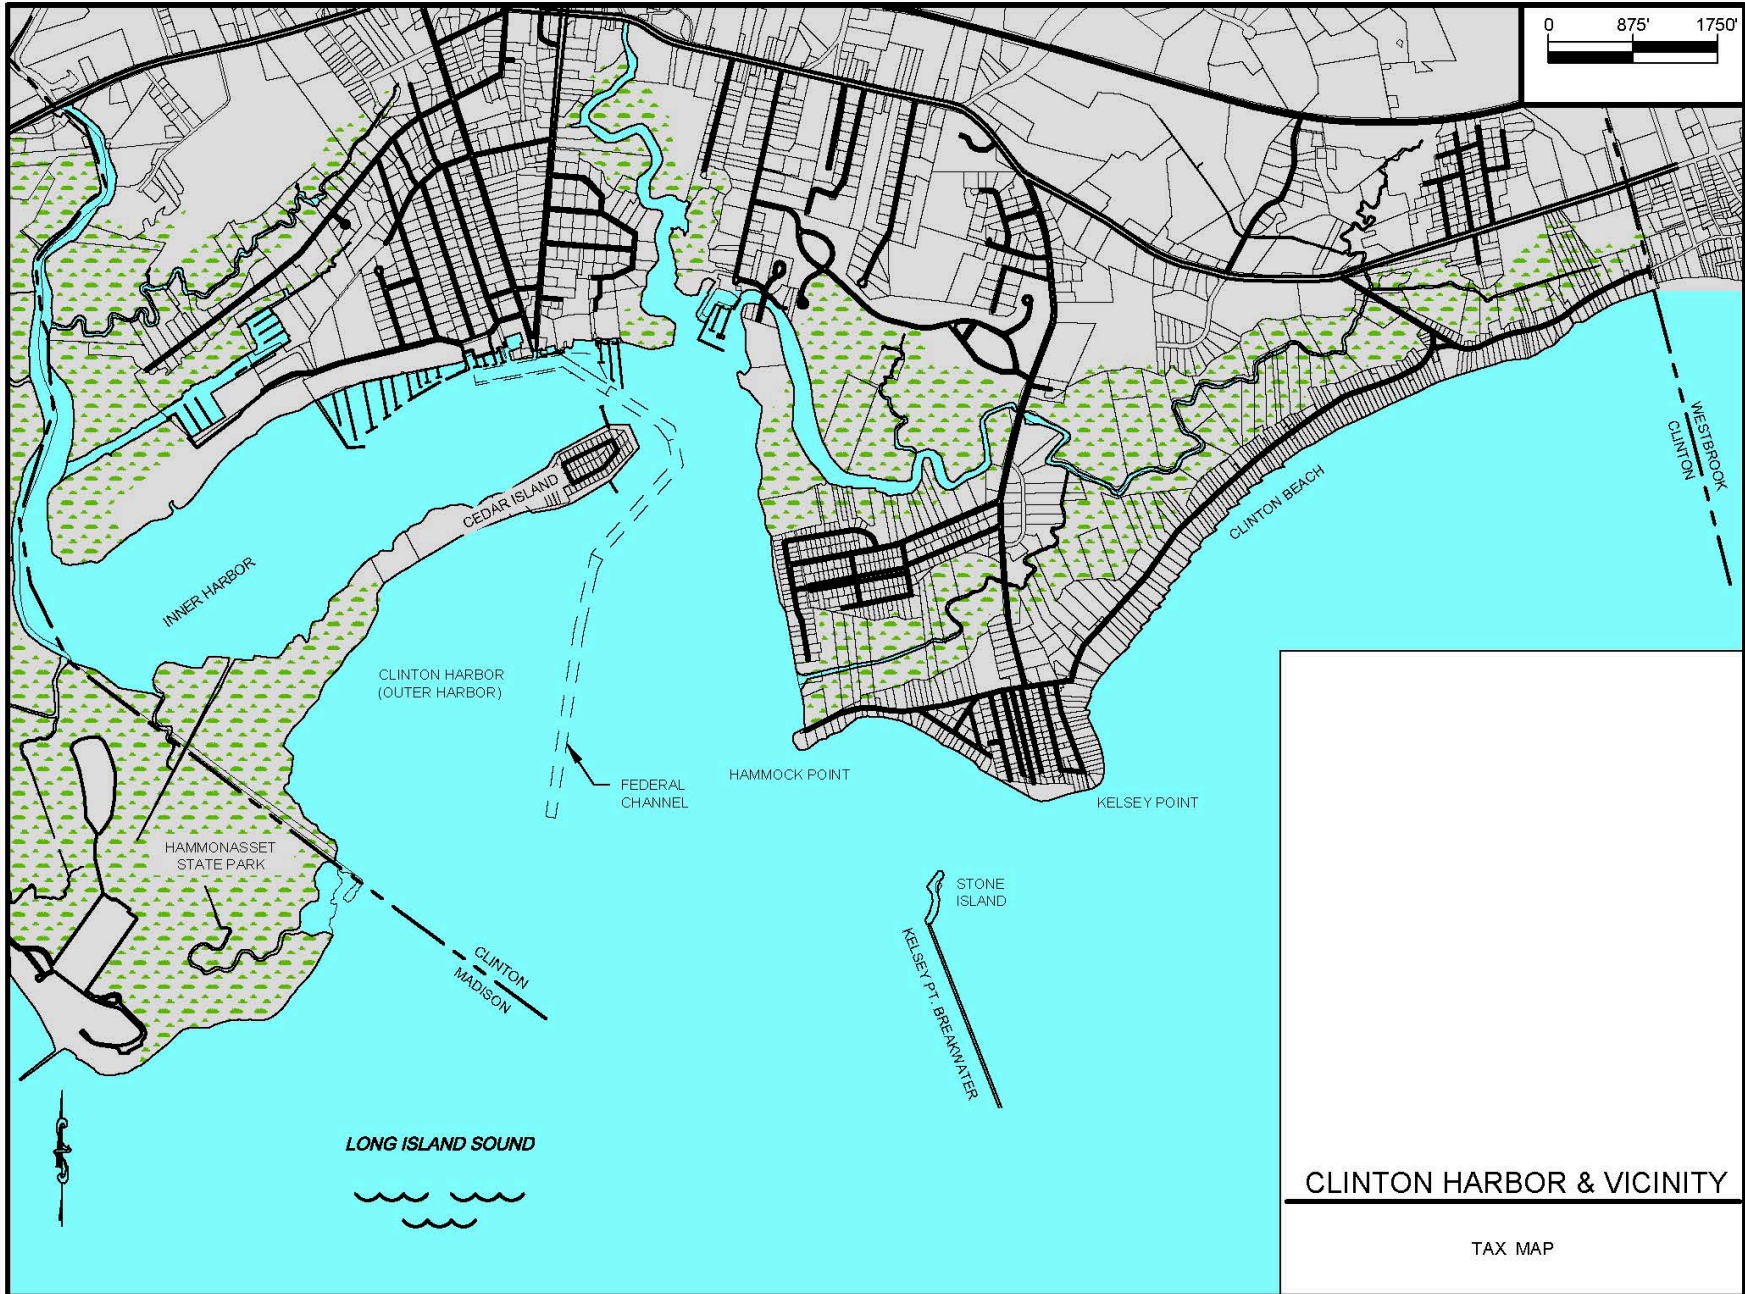 0 875' 1750'
WESTBROOK
CLINTON
CLINTON BEACH
CEDAR ISLAND
INNER HARBOR
CLINTON HARBOR
(OUTER HARBOR)
FEDERAL
CHANNEL
HAMMOCK POINT
KELSEY POINT
HAMMONASSET
STATE PARK
STONE
ISLAND
KELSEY PT. BREAKWATER
CLINTON
MADISON
LONG ISLAND SOUND
CLINTON HARBOR & VICINITY
TAX MAP